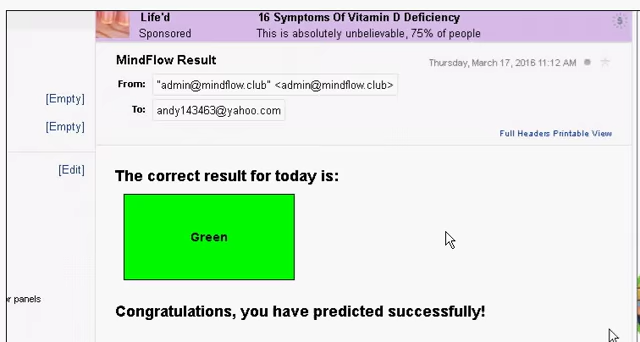 Life'd 16 Symptoms Of Vitamin D Deficiency
Sponsored This is absolutely unbelievable, 75% of people
MindFlow Result Thursday, March 17, 2016 11:12 AM
From: "admin@mindflow.club" <admin@mindflow.club>
[Empty]
To: andy143463@yahoo.com
[Empty]
Full Headers Printable View
[Edit]
The correct result for today is:
Green
or panels
Congratulations, you have predicted successfully!